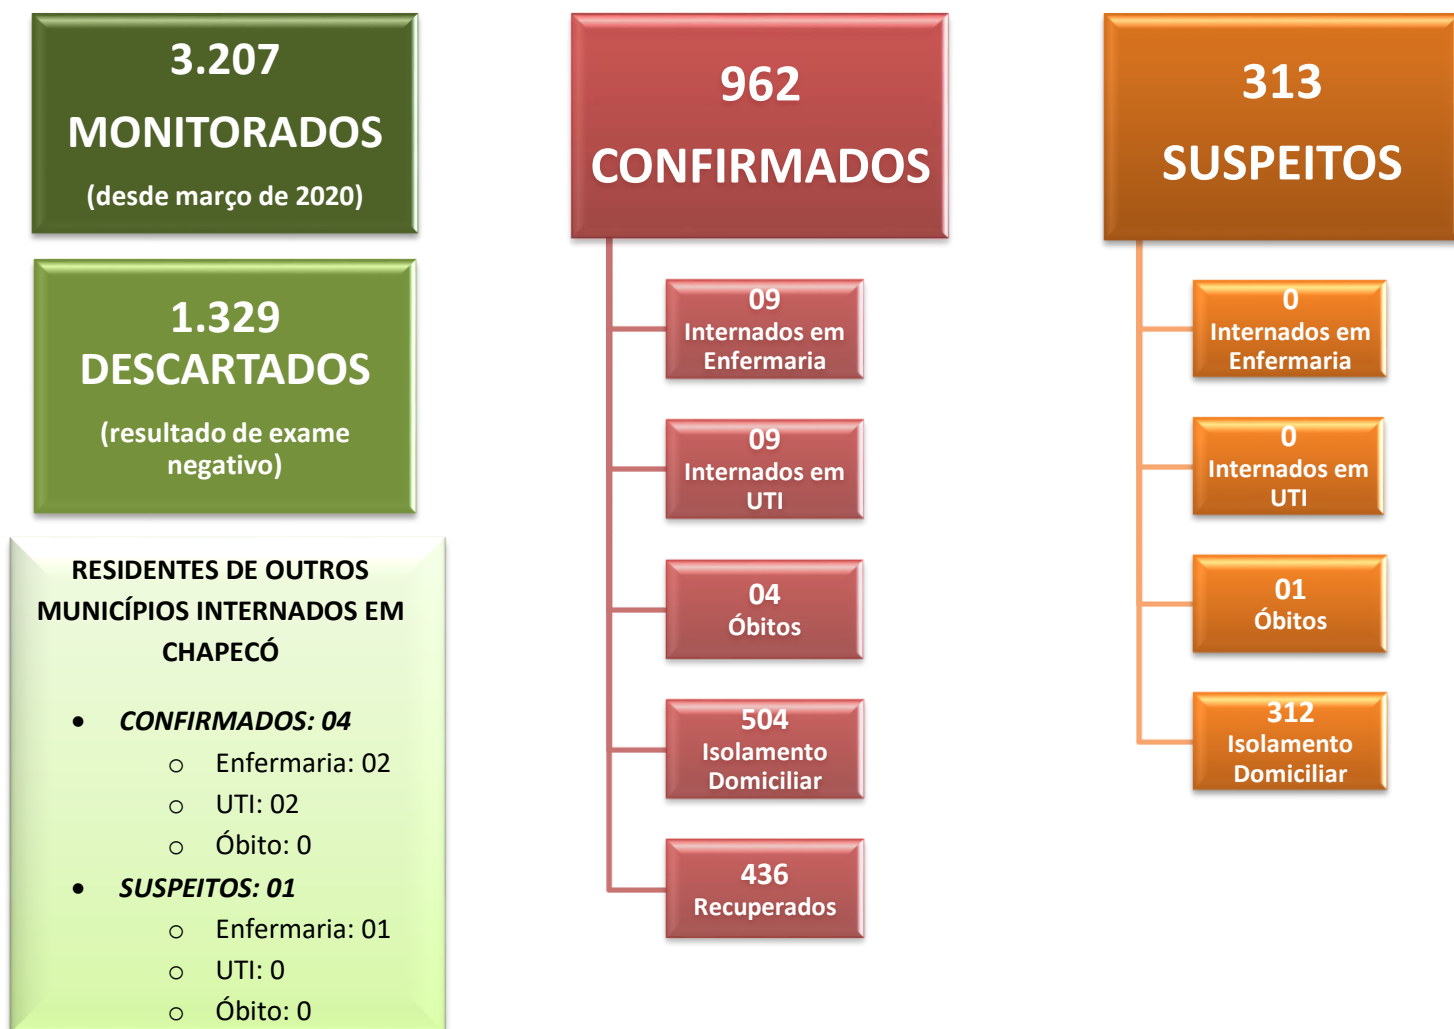 3.207
MONITORADOS
(desde março de 2020)
1.329
DESCARTADOS
(resultado de exame
negativo)
RESIDENTES DE OUTROS
MUNICÍPIOS INTERNADOS EM
CHAPECÓ
• CONFIRMADOS: 04
o Enfermaria: 02
o UTI: 02
o Óbito: 0
• SUSPEITOS: 01
o Enfermaria: 01
o UTI: 0
o Óbito: 0
962
CONFIRMADOS
09
Internados em
Enfermaria
09
Internados em
UTI
04
Óbitos
504
Isolamento
Domiciliar
436
Recuperados
313
SUSPEITOS
0
Internados em
Enfermaria
0
Internados em
UTI
01
Óbitos
312
Isolamento
Domiciliar